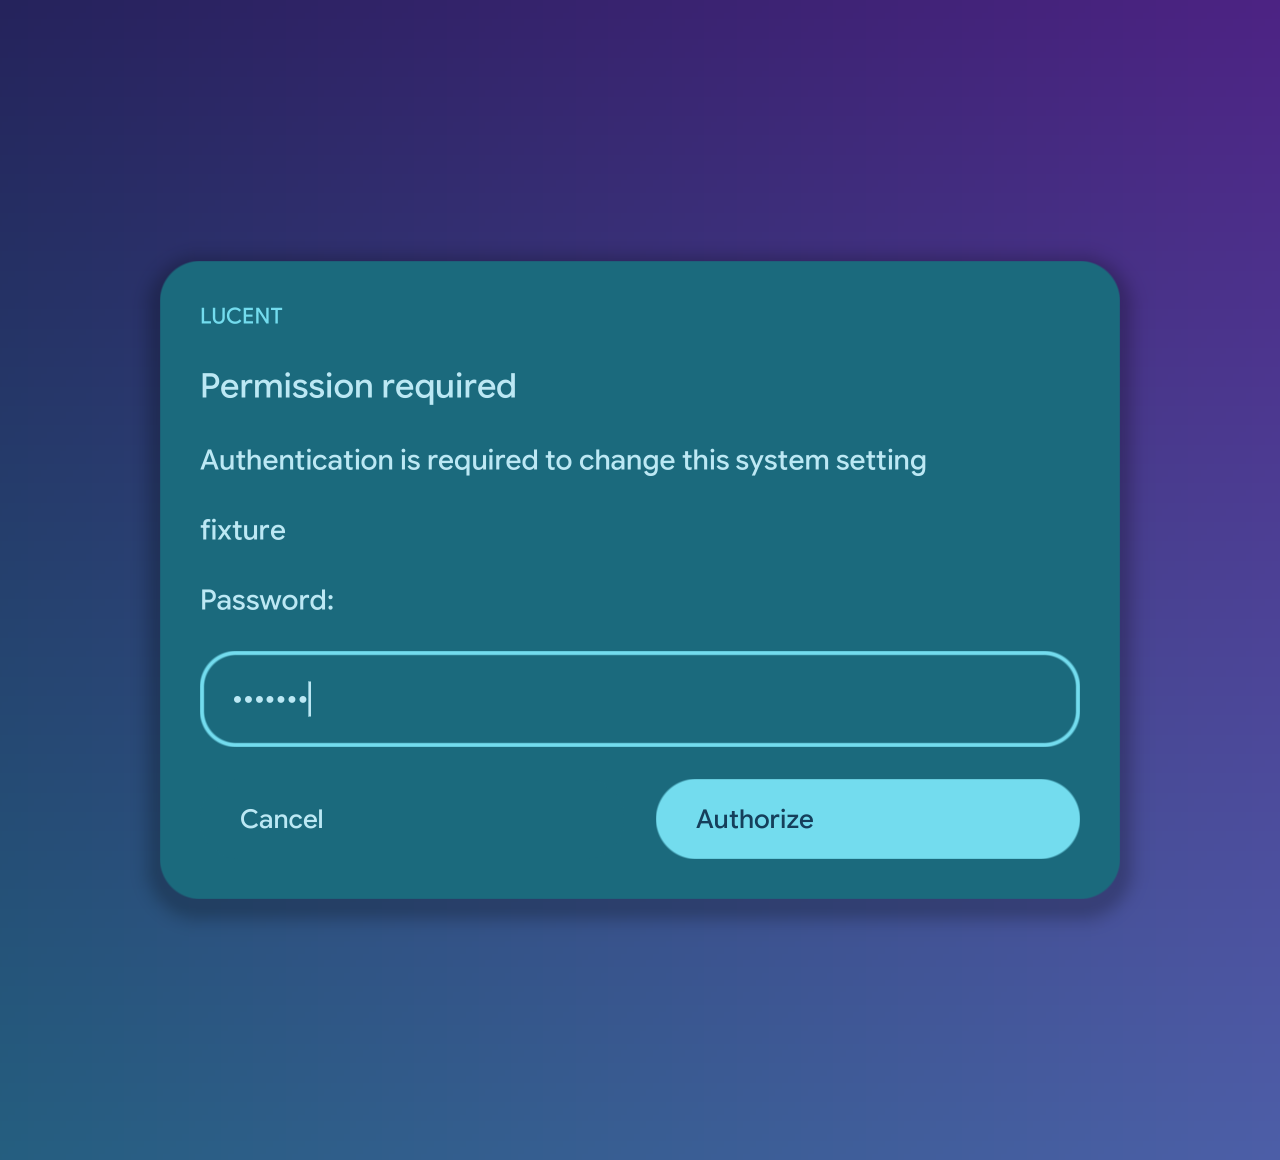 LUCENT
Permission required
Authentication is required to change this system setting
fixture
Password:
•••••••
Cancel
Authorize